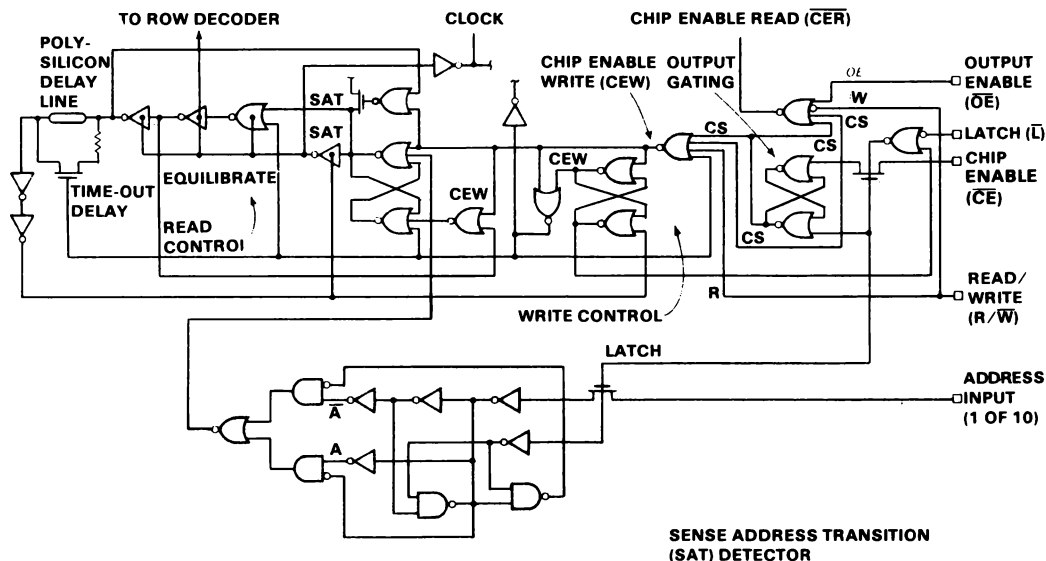 TO ROW DECODER
CLOCK
CHIP ENABLE READ (CER)
POLY-
SILICON
DELAY
LINE
CHIP ENABLE
WRITE (CEW)
OUTPUT
GATING
OE
W
CS
CS
CS
OUTPUT
ENABLE
(OE)
LATCH (L)
CHIP
ENABLE
(CE)
SAT
SAT
TIME-OUT
DELAY
EQUILIBRATE
READ
CONTROL
CEW
CEW
CS
R
WRITE CONTROL
READ/
WRITE
(R/W)
LATCH
ADDRESS
INPUT
(1 OF 10)
A
A
SENSE ADDRESS TRANSITION
(SAT) DETECTOR